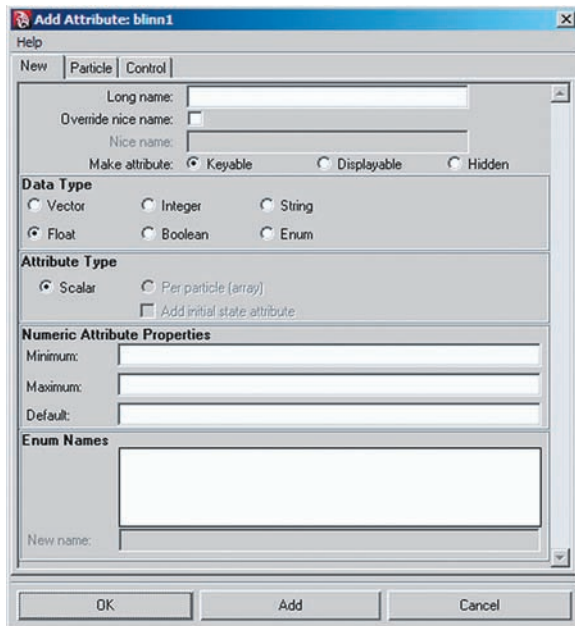 Add Attribute: blinn1
Help
New Particle Control
Long name:
Override nice name:
Nice name:
Make attribute: Keyable Displayable Hidden
Data Type
Vector Integer String
Float Boolean Enum
Attribute Type
Scalar Per particle (array)
Add initial state attribute
Numeric Attribute Properties
Minimum:
Maximum:
Default:
Enum Names
New name:
OK Add Cancel